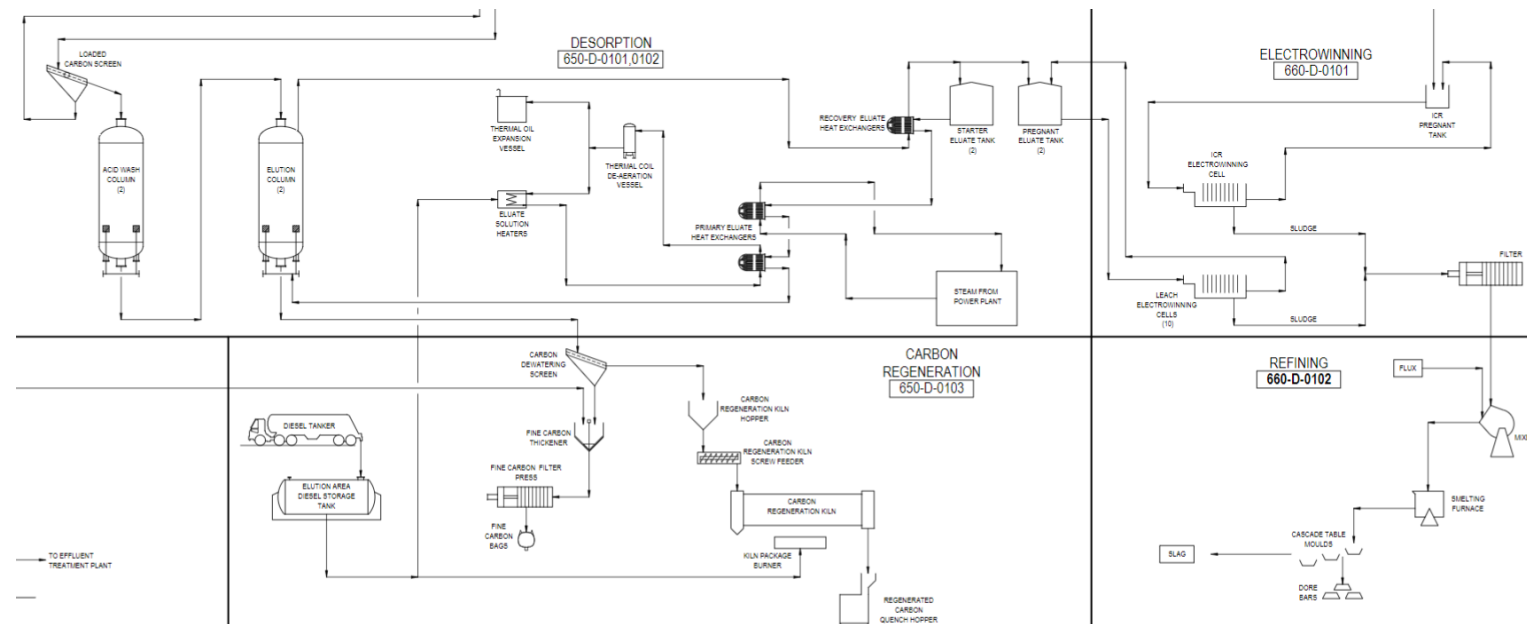 LOADED
CARBON SCREEN
DESORPTION
650-D-0101,0102
ELECTROWINNING
660-D-0101
THERMAL OIL
EXPANSION
VESSEL
THERMAL COIL
DE-AERATION
VESSEL
RECOVERY ELUATE
HEAT EXCHANGERS
STARTER
ELUATE TANK
(2)
PREGNANT
ELUATE TANK
(2)
ICR
PREGNANT
TANK
ACID WASH
COLUMN
(2)
ELUTION
COLUMN
(2)
ICR
ELECTROWINNING
CELL
ELUATE
SOLUTION
HEATERS
PRIMARY ELUATE
HEAT EXCHANGERS
SLUDGE
FILTER
STEAM FROM
POWER PLANT
LEACH
ELECTROWINNING
CELLS
(10)
SLUDGE
CARBON
DEWATERING
SCREEN
CARBON
REGENERATION
650-D-0103
REFINING
660-D-0102
FLUX
CARBON
REGENERATION KILN
HOPPER
DIESEL TANKER
FINE CARBON
THICKENER
MIXE
CARBON
REGENERATION KILN
SCREW FEEDER
FINE CARBON FILTER
PRESS
ELUTION AREA
DIESEL STORAGE
TANK
CARBON
REGENERATION KILN
SMELTING
FURNACE
FINE
CARBON
BAGS
CASCADE TABLE
MOULDS
KILN PACKAGE
BURNER
SLAG
TO EFFLUENT
TREATMENT PLANT
DORE
BARS
REGENERATED
CARBON
QUENCH HOPPER